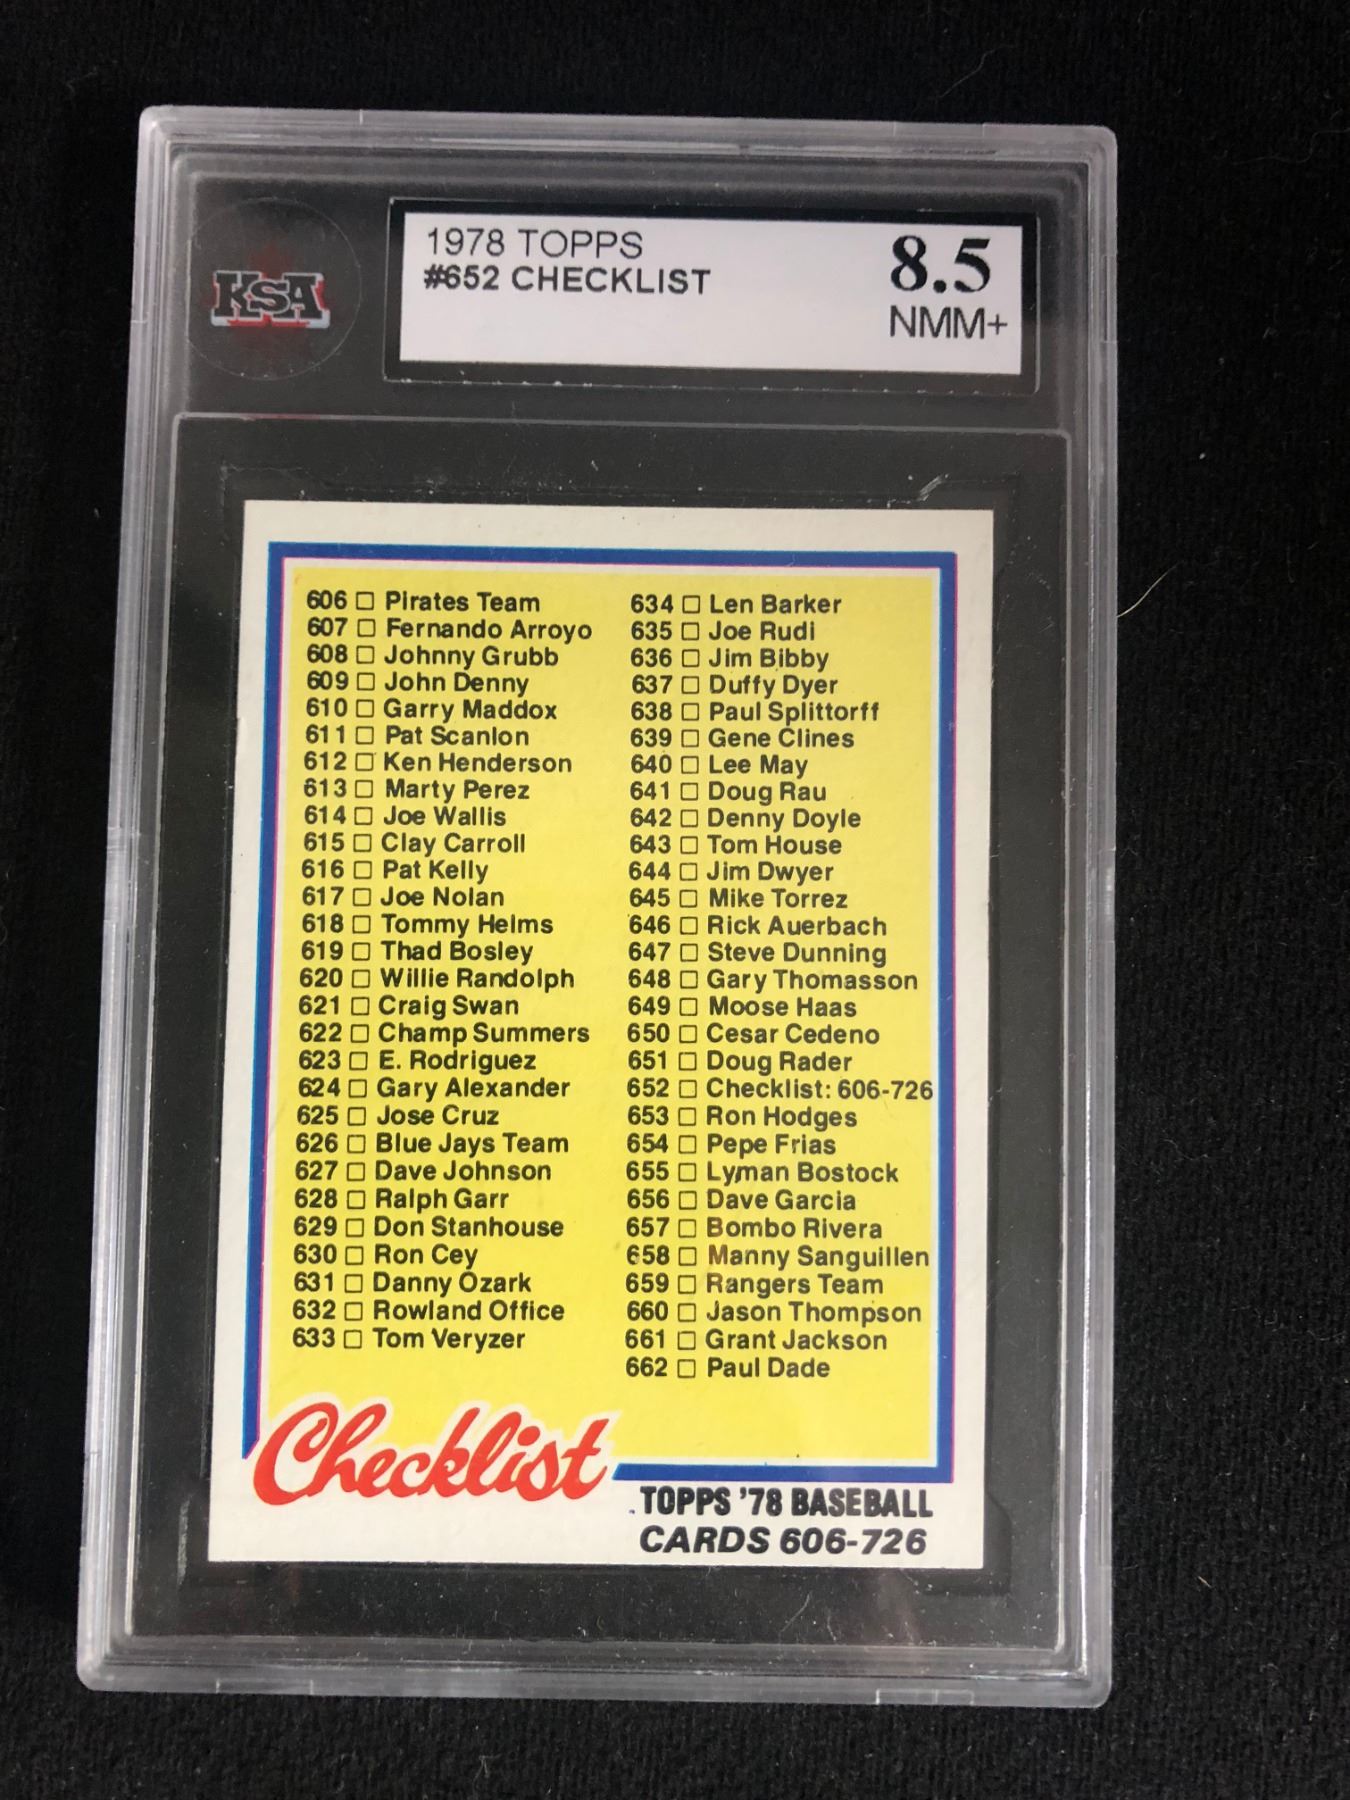 KSA
1978 TOPPS
#652 CHECKLIST
8.5
NMM+
606 □ Pirates Team
607 □ Fernando Arroyo
608 □ Johnny Grubb
609 □ John Denny
610 □ Garry Maddox
611 □ Pat Scanlon
612 □ Ken Henderson
613 □ Marty Perez
614 □ Joe Wallis
615 □ Clay Carroll
616 □ Pat Kelly
617 □ Joe Nolan
618 □ Tommy Helms
619 □ Thad Bosley
620 □ Willie Randolph
621 □ Craig Swan
622 □ Champ Summers
623 □ E. Rodriguez
624 □ Gary Alexander
625 □ Jose Cruz
626 □ Blue Jays Team
627 □ Dave Johnson
628 □ Ralph Garr
629 □ Don Stanhouse
630 □ Ron Cey
631 □ Danny Ozark
632 □ Rowland Office
633 □ Tom Veryzer
634 □ Len Barker
635 □ Joe Rudi
636 □ Jim Bibby
637 □ Duffy Dyer
638 □ Paul Splittorff
639 □ Gene Clines
640 □ Lee May
641 □ Doug Rau
642 □ Denny Doyle
643 □ Tom House
644 □ Jim Dwyer
645 □ Mike Torrez
646 □ Rick Auerbach
647 □ Steve Dunning
648 □ Gary Thomasson
649 □ Moose Haas
650 □ Cesar Cedeno
651 □ Doug Rader
652 □ Checklist: 606-726
653 □ Ron Hodges
654 □ Pepe Frias
655 □ Lyman Bostock
656 □ Dave Garcia
657 □ Bombo Rivera
658 □ Manny Sanguillen
659 □ Rangers Team
660 □ Jason Thompson
661 □ Grant Jackson
662 □ Paul Dade
Checklist
TOPPS '78 BASEBALL
CARDS 606-726